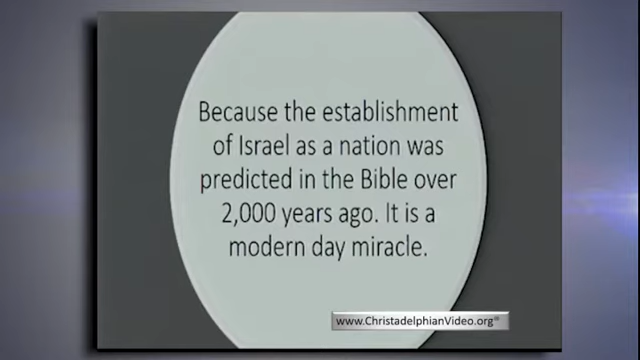 Because the establishment
of Israel as a nation was
predicted in the Bible over
2,000 years ago. It is a
modern day miracle.
www.ChristadelphianVideo.org